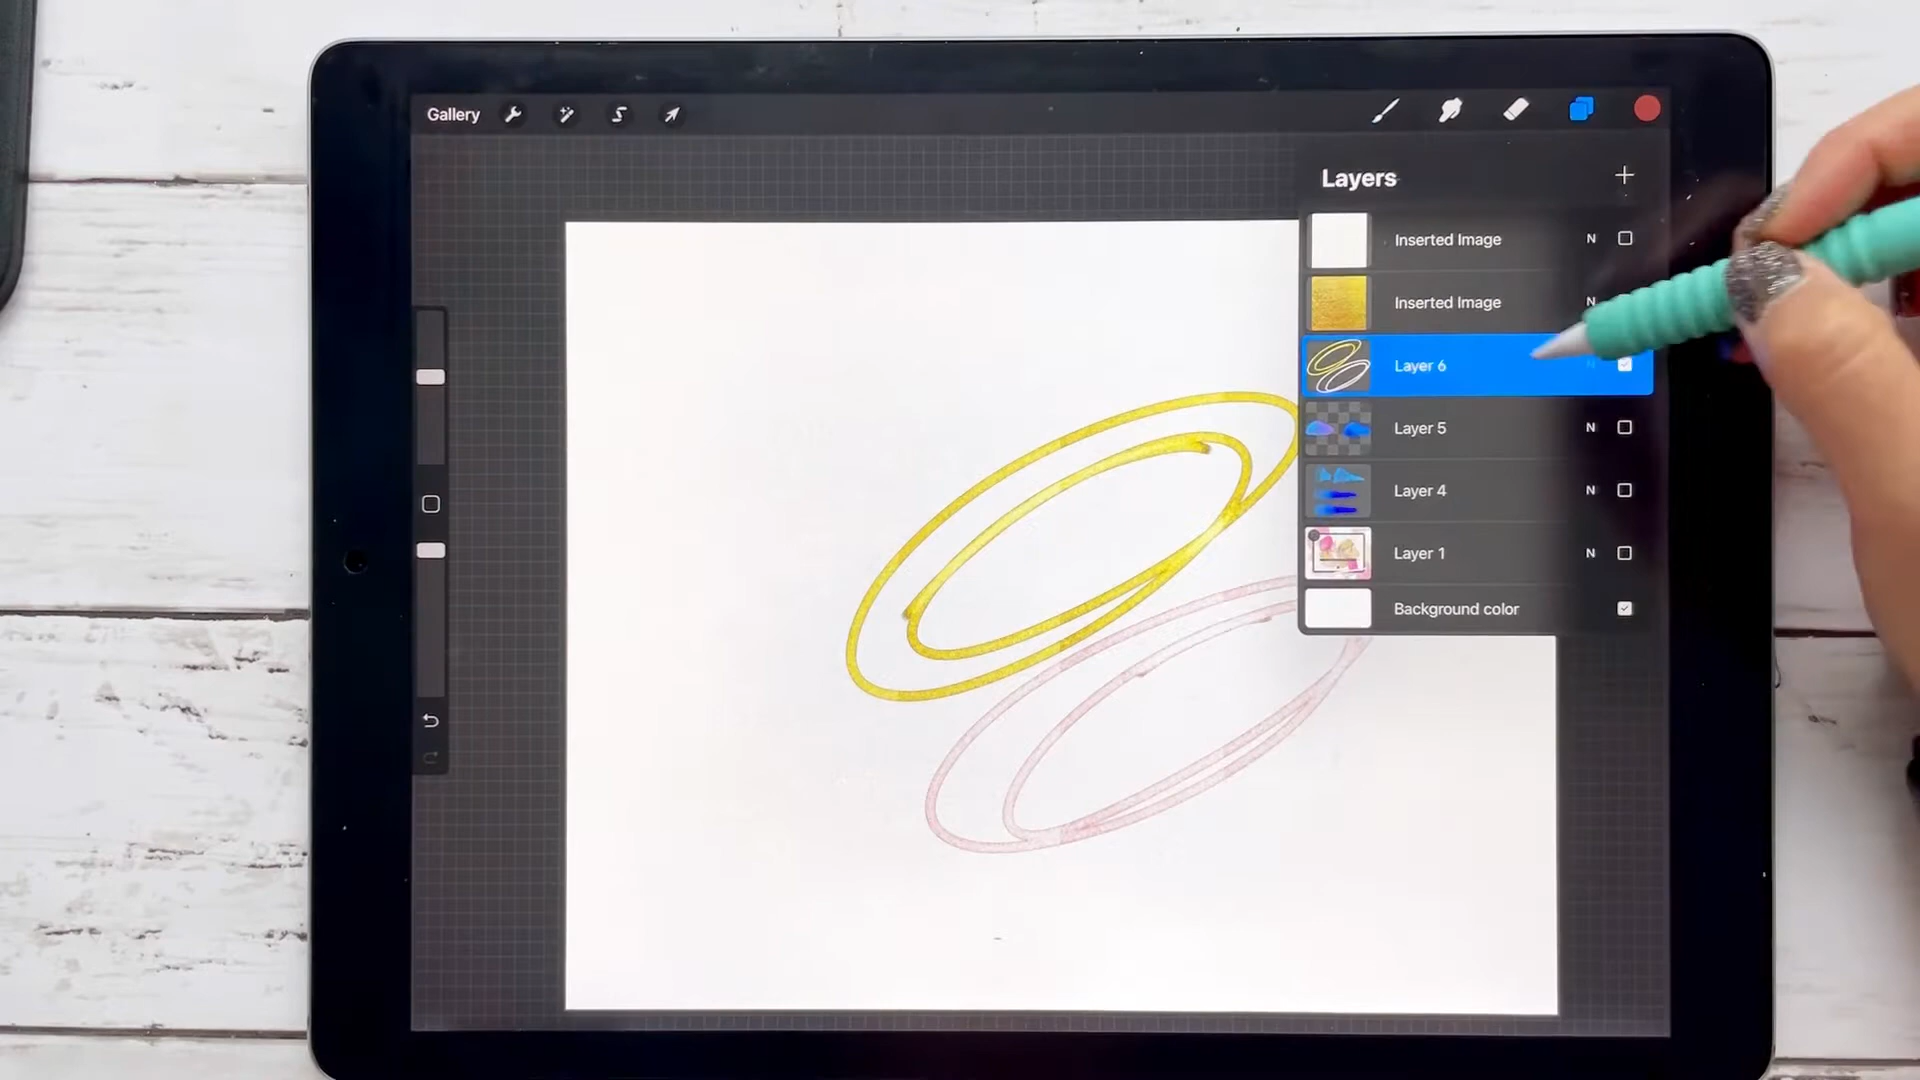 Gallery
Layers
Inserted Image N
Inserted Image N
Layer 6 N
Layer 5 N
Layer 4 N
Layer 1 N
Background color